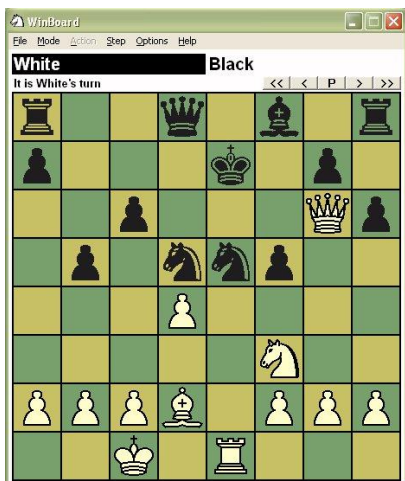 WinBoard
File Mode Action Step Options Help
White Black
It is White's turn << < P > >>